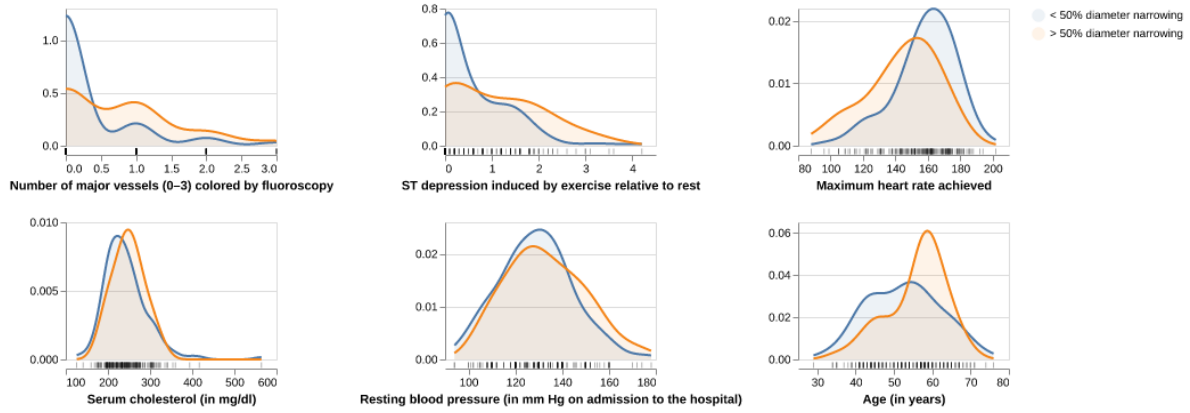 1.0
0.5
0.0
0.0 0.5 1.0 1.5 2.0 2.5 3.0
Number of major vessels (0–3) colored by fluoroscopy
0.8
0.6
0.4
0.2
0.0
0 1 2 3 4
ST depression induced by exercise relative to rest
0.02
0.01
0.00
80 100 120 140 160 180 200
Maximum heart rate achieved
< 50% diameter narrowing
> 50% diameter narrowing
0.010
0.005
0.000
100 200 300 400 500 600
Serum cholesterol (in mg/dl)
0.02
0.01
0.00
100 120 140 160 180
Resting blood pressure (in mm Hg on admission to the hospital)
0.06
0.04
0.02
0.00
30 40 50 60 70 80
Age (in years)